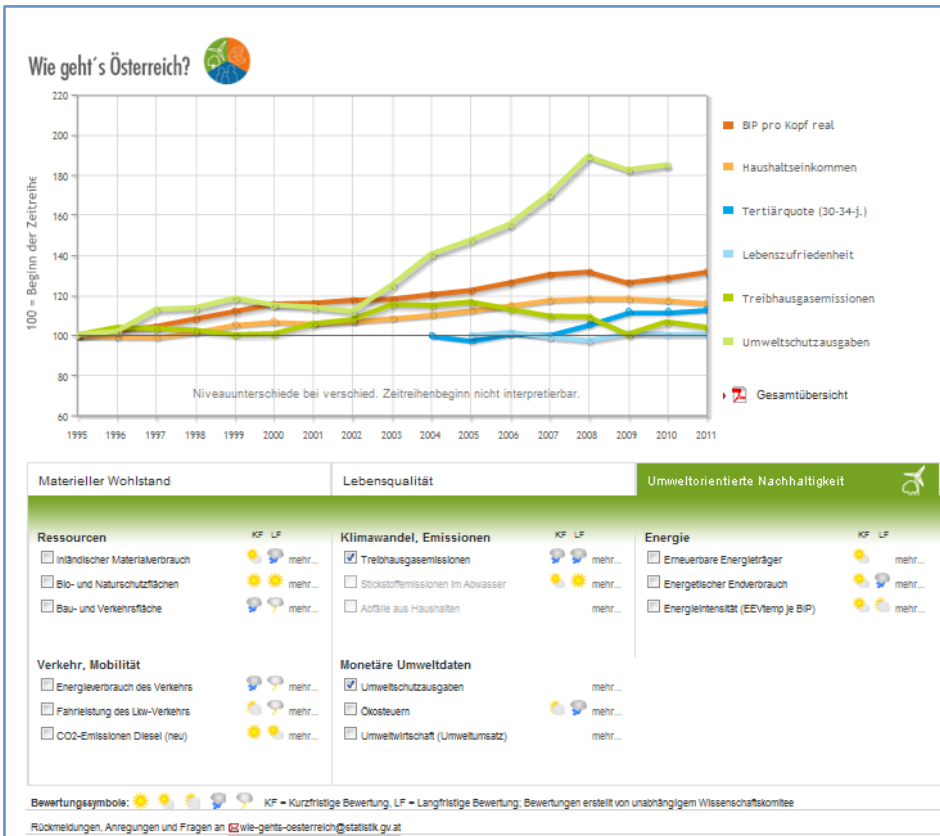 Wie geht´s Österreich?
100 = Beginn der Zeitreihe
220
200
180
160
140
120
100
80
60
Niveauunterschiede bei verschied. Zeitreihenbeginn nicht interpretierbar.
1995 1996 1997 1998 1999 2000 2001 2002 2003 2004 2005 2006 2007 2008 2009 2010 2011
BIP pro Kopf real
Haushaltseinkommen
Tertiärquote (30-34-j.)
Lebenszufriedenheit
Treibhausgasemissionen
Umweltschutzausgaben
Gesamtübersicht
Materieller Wohlstand
Lebensqualität
Umweltorientierte Nachhaltigkeit
Ressourcen KF LF
Inländischer Materialverbrauch mehr...
Bio- und Naturschutzflächen mehr...
Bau- und Verkehrsfläche mehr...
Klimawandel, Emissionen KF LF
Treibhausgasemissionen mehr...
Stickstoffemissionen im Abwasser mehr...
Abfälle aus Haushalten mehr...
Energie KF LF
Erneuerbare Energieträger mehr...
Energetischer Endverbrauch mehr...
Energieintensität (EEVtemp je BIP) mehr...
Verkehr, Mobilität
Energieverbrauch des Verkehrs mehr...
Fahrleistung des Lkw-Verkehrs mehr...
CO2-Emissionen Diesel (neu) mehr...
Monetäre Umweltdaten
Umweltschutzausgaben mehr...
Ökosteuern mehr...
Umweltwirtschaft (Umweltumsatz) mehr...
Bewertungssymbole: KF = Kurzfristige Bewertung, LF = Langfristige Bewertung; Bewertungen erstellt von unabhängigem Wissenschaftskomitee
Rückmeldungen, Anregungen und Fragen an wie-gehts-oesterreich@statistik.gv.at